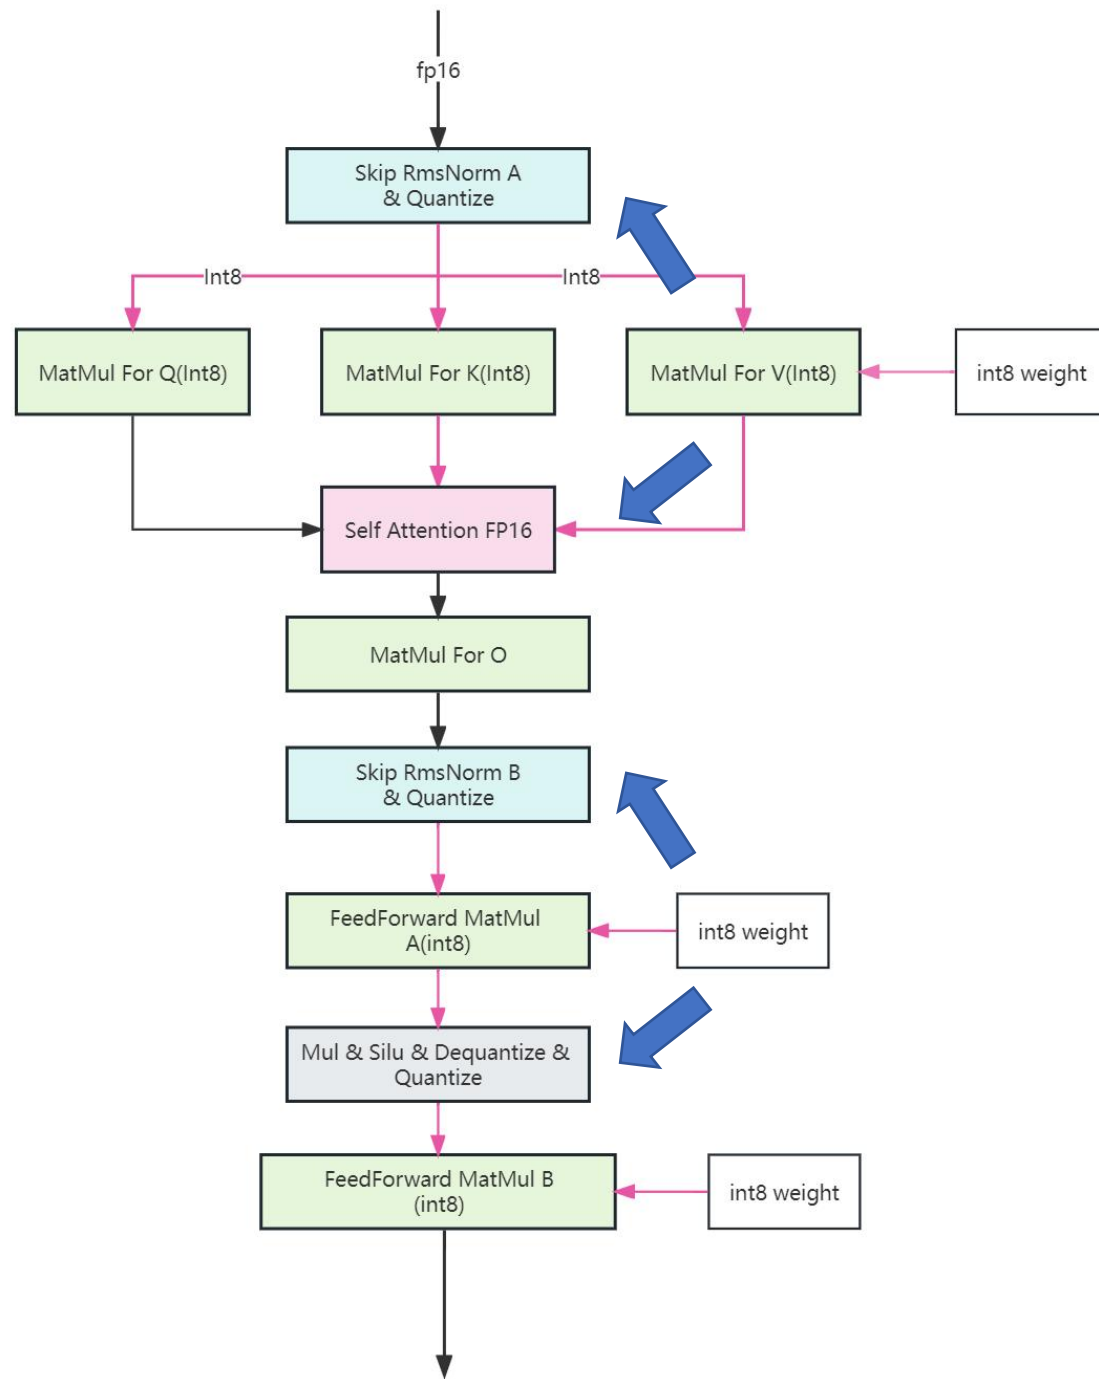 fp16
Skip RmsNorm A
& Quantize
Int8
Int8
MatMul For Q(Int8)
MatMul For K(Int8)
MatMul For V(Int8)
int8 weight
Self Attention FP16
MatMul For O
Skip RmsNorm B
& Quantize
FeedForward MatMul
A(int8)
int8 weight
Mul & Silu & Dequantize &
Quantize
FeedForward MatMul B
(int8)
int8 weight